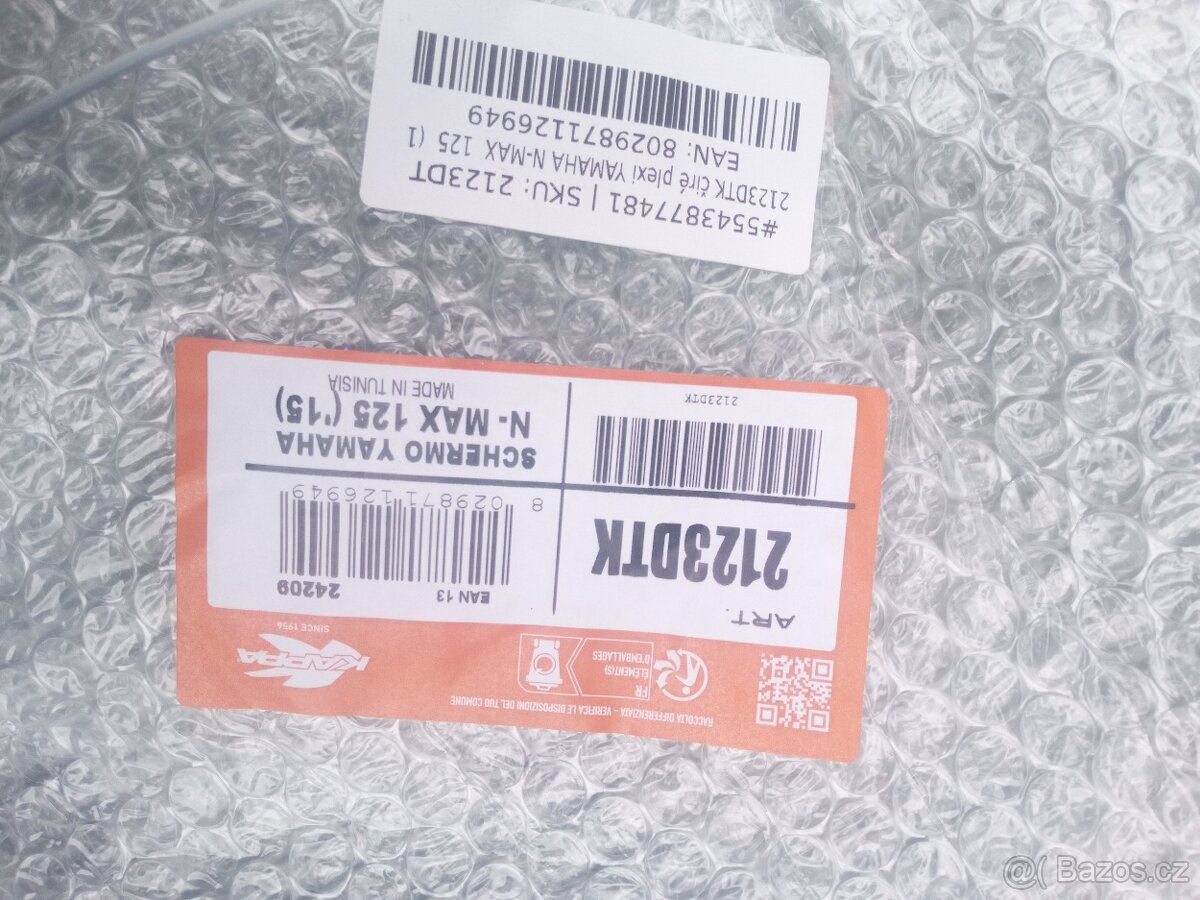 #5543877481 | SKU: 2123DT
2123DTK čiré plexi YAMAHA N-MAX 125 (1
EAN: 8029871126949
RACCOLTA DIFFERENZIATA - VERIFICA LE DISPOSIZIONI DEL TUO COMUNE
FR
ÉLÉMENT(S)
D'EMBALLAGES
KAPPA
SINCE 1956
ART.
2123DTK
EAN 13
24209
8 029871 126949
2123DTK
SCHERMO YAMAHA
N- MAX 125 ('15)
MADE IN TUNISIA
@( Bazos.cz